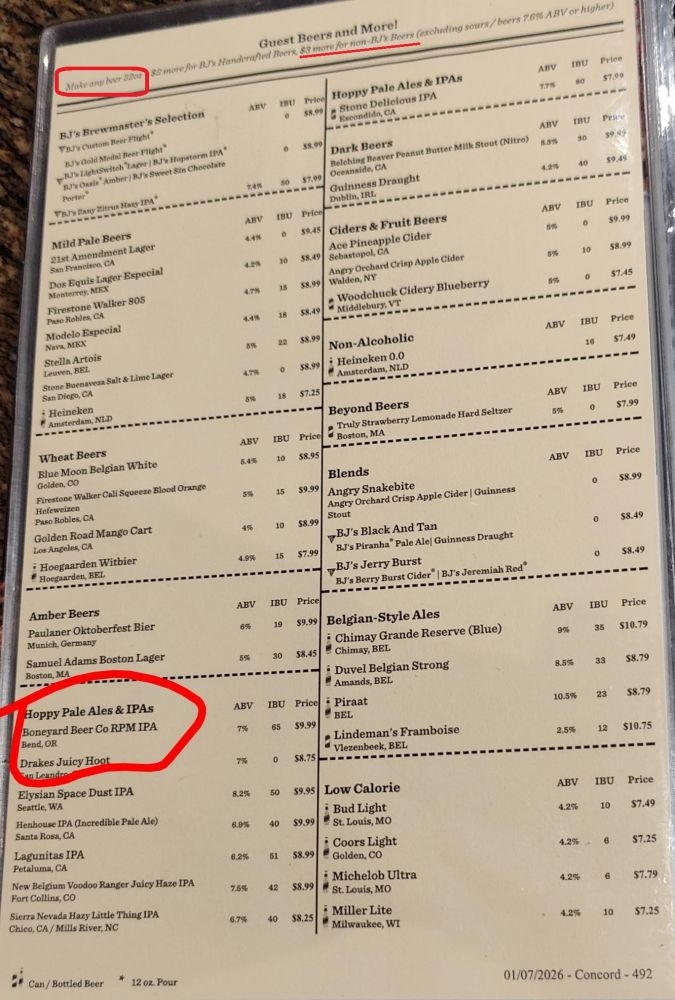 Guest Beers and More!
Make any beer 22oz $2 more for BJ's Handcrafted Beers, $3 more for non-BJ's Beers (excluding sours / beers 7.6% ABV or higher)
BJ's Brewmaster's Selection ABV IBU Price
BJ's Custom Beer Flight* 0 $8.99
BJ's Gold Medal Beer Flight*
BJ's LightSwitch® Lager | BJ's Hopstorm IPA® 0 $8.99
BJ's Oasis® Amber | BJ's Sweet Sin Chocolate
Porter®
BJ's Zany Zitrus Hazy IPA® 7.4% 50 $7.99
Mild Pale Beers ABV IBU Price
21st Amendment Lager 4.4% 0 $9.45
San Francisco, CA
Dos Equis Lager Especial 4.2% 10 $8.49
Monterrey, MEX
Firestone Walker 805 4.7% 15 $8.99
Paso Robles, CA
Modelo Especial 4.4% 18 $8.49
Nava, MEX
Stella Artois 5% 22 $8.99
Leuven, BEL
Stone Buenaveza Salt & Lime Lager 4.7% 0 $8.99
San Diego, CA
Heineken 5% 18 $7.25
Amsterdam, NLD
Wheat Beers ABV IBU Price
Blue Moon Belgian White 5.4% 10 $8.95
Golden, CO
Firestone Walker Cali Squeeze Blood Orange 5% 15 $9.99
Hefeweizen
Paso Robles, CA
Golden Road Mango Cart 4% 10 $8.99
Los Angeles, CA
Hoegaarden Witbier 4.9% 15 $7.99
Hoegaarden, BEL
Amber Beers ABV IBU Price
Paulaner Oktoberfest Bier 6% 19 $9.99
Munich, Germany
Samuel Adams Boston Lager 5% 30 $8.45
Boston, MA
Hoppy Pale Ales & IPAs ABV IBU Price
Boneyard Beer Co RPM IPA 7% 65 $9.99
Bend, OR
Drakes Juicy Hoot 7% 0 $8.75
San Leandro,
Elysian Space Dust IPA 8.2% 50 $9.95
Seattle, WA
Henhouse IPA (Incredible Pale Ale) 6.9% 40 $9.99
Santa Rosa, CA
Lagunitas IPA 6.2% 51 $8.99
Petaluma, CA
New Belgium Voodoo Ranger Juicy Haze IPA 7.5% 42 $8.99
Fort Collins, CO
Sierra Nevada Hazy Little Thing IPA 6.7% 40 $8.25
Chico, CA / Mills River, NC
Hoppy Pale Ales & IPAs ABV IBU Price
Stone Delicious IPA 7.7% 80 $7.99
Escondido, CA
Dark Beers ABV IBU Price
Belching Beaver Peanut Butter Milk Stout (Nitro) 5.3% 30 $9.99
Oceanside, CA
Guinness Draught 4.2% 40 $9.49
Dublin, IRL
Ciders & Fruit Beers ABV IBU Price
Ace Pineapple Cider 5% 0 $9.99
Sebastopol, CA
Angry Orchard Crisp Apple Cider 5% 10 $8.99
Walden, NY
Woodchuck Cidery Blueberry 5% 0 $7.45
Middlebury, VT
Non-Alcoholic ABV IBU Price
Heineken 0.0 16 $7.49
Amsterdam, NLD
Beyond Beers ABV IBU Price
Truly Strawberry Lemonade Hard Seltzer 5% 0 $7.99
Boston, MA
Blends ABV IBU Price
Angry Snakebite 0 $8.99
Angry Orchard Crisp Apple Cider | Guinness
Stout
BJ's Black And Tan 0 $8.49
BJ's Piranha® Pale Ale| Guinness Draught
BJ's Jerry Burst 0 $8.49
BJ's Berry Burst Cider® | BJ's Jeremiah Red®
Belgian-Style Ales ABV IBU Price
Chimay Grande Reserve (Blue) 9% 35 $10.79
Chimay, BEL
Duvel Belgian Strong 8.5% 33 $8.79
Amands, BEL
Piraat 10.5% 23 $8.79
BEL
Lindeman's Framboise 2.5% 12 $10.75
Vlezenbeek, BEL
Low Calorie ABV IBU Price
Bud Light 4.2% 10 $7.49
St. Louis, MO
Coors Light 4.2% 6 $7.25
Golden, CO
Michelob Ultra 4.2% 6 $7.79
St. Louis, MO
Miller Lite 4.2% 10 $7.25
Milwaukee, WI
Can / Bottled Beer * 12 oz. Pour
01/07/2026 - Concord - 492